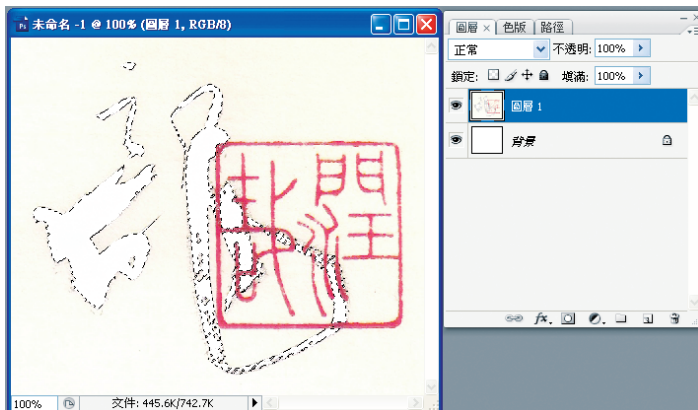 未命名 -1 @ 100% (圖層 1, RGB/8)
100%
文件: 445.6K/742.7K
圖層 × 色版 路徑
正常 不透明: 100%
鎖定: 填滿: 100%
圖層 1
背景
fx.